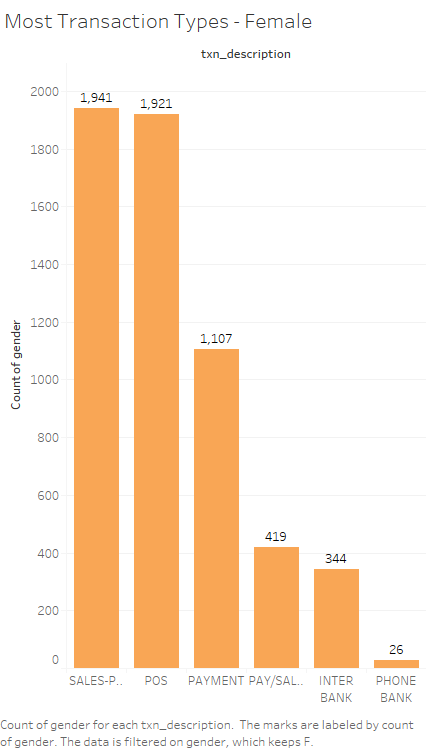 Most Transaction Types - Female
txn_description
2000
1800
1600
1400
1200
1000
800
600
400
200
0
Count of gender
1,941
1,921
1,107
419
344
26
SALES-P..
POS
PAYMENT
PAY/SAL..
INTER
BANK
PHONE
BANK
Count of gender for each txn_description. The marks are labeled by count
of gender. The data is filtered on gender, which keeps F.